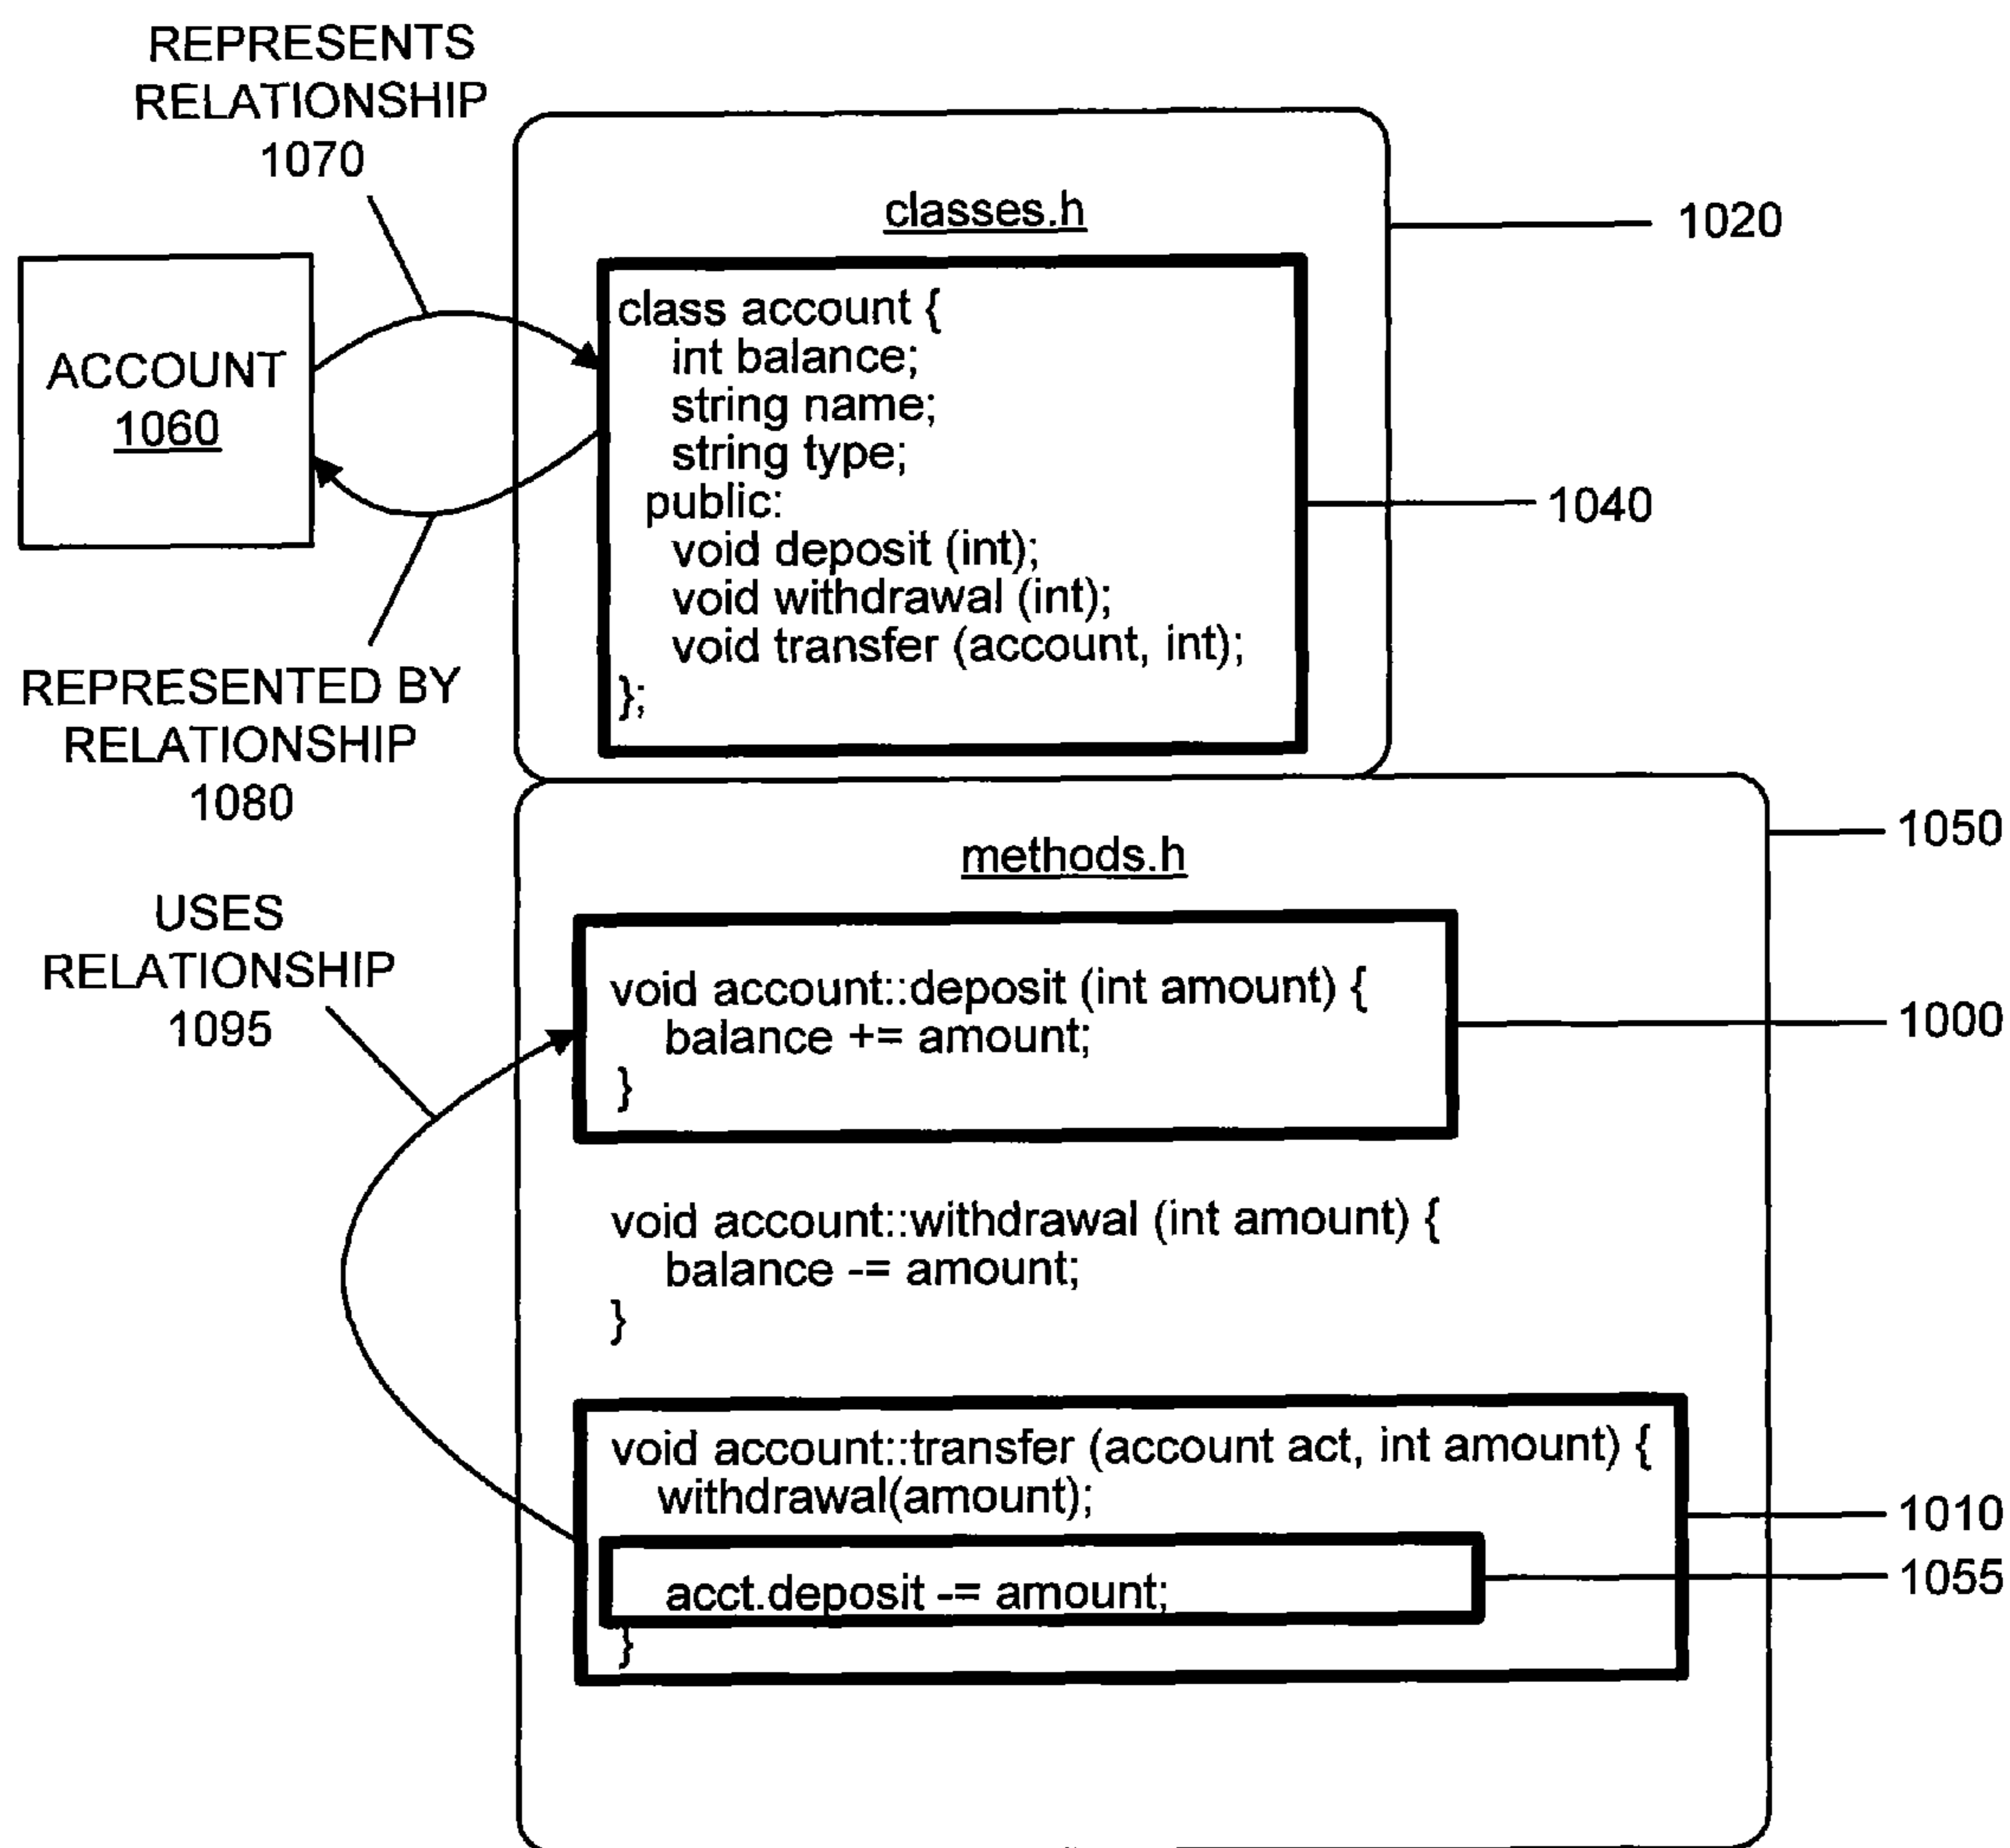 REPRESENTS
RELATIONSHIP
1070
classes.h
1020
class account {
int balance;
string name;
string type;
public:
void deposit (int);
void withdrawal (int);
void transfer (account, int);
};
1040
ACCOUNT
1060
REPRESENTED BY
RELATIONSHIP
1080
1050
methods.h
USES
RELATIONSHIP
1095
void account::deposit (int amount) {
balance += amount;
}
1000
void account::withdrawal (int amount) {
balance -= amount;
}
void account::transfer (account act, int amount) {
withdrawal(amount);
acct.deposit -= amount;
}
1010
1055